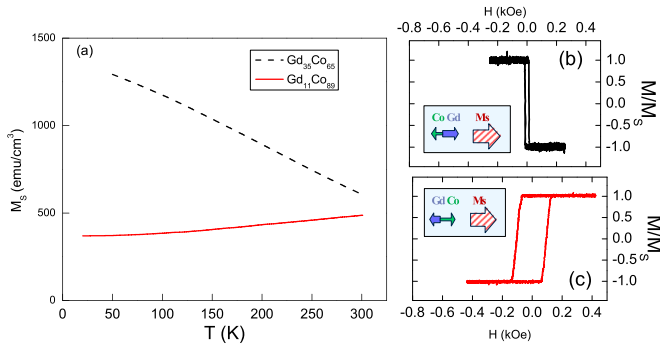 (a)
Gd35Co65
Gd11Co89
1500
1000
500
0
0
50
100
150
200
250
300
MS (emu/cm3)
T (K)
H (kOe)
-0.8 -0.6 -0.4 -0.2 0.0 0.2 0.4
(b)
Co Gd
Ms
1.0
0.5
0.0
-0.5
-1.0
M/MS
Gd Co
Ms
1.0
0.5
0.0
-0.5
-1.0
M/MS
(c)
-0.8 -0.6 -0.4 -0.2 0.0 0.2 0.4
H (kOe)